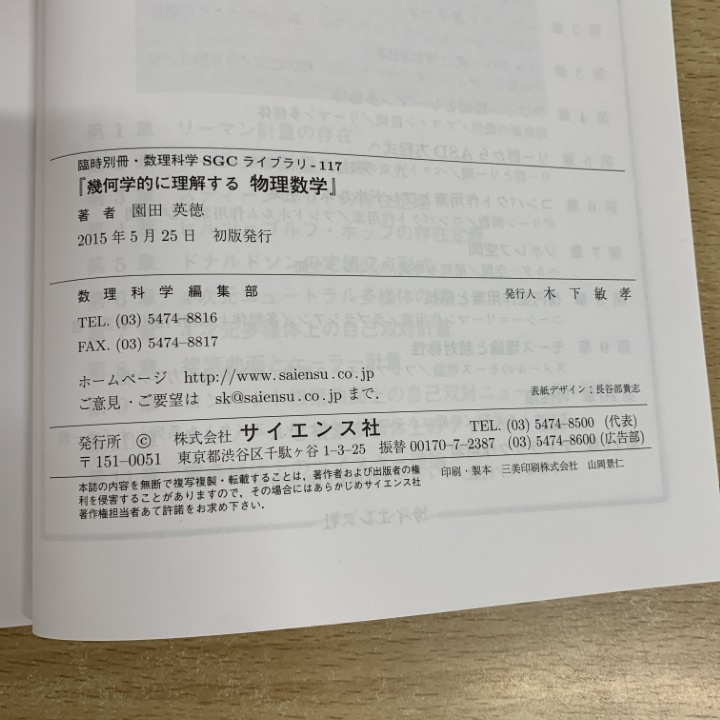 臨時別冊・数理科学 SGC ライブラリ-117
『幾何学的に理解する 物理数学』
著 者 園田 英徳
2015 年 5 月 25 日 初版発行
数 理 科 学 編 集 部 発行人 木 下 敏 孝
TEL. (03) 5474-8816
FAX. (03) 5474-8817
ホームページ http://www.saiensu.co.jp
ご意見・ご要望は sk@saiensu.co.jp まで. 表紙デザイン:長谷部貴志
発行所 © 株式会社 サイエンス社 TEL. (03) 5474-8500 (代表)
〒151-0051 東京都渋谷区千駄ヶ谷 1-3-25 振替 00170-7-2387 (03) 5474-8600 (広告部)
本誌の内容を無断で複写複製・転載することは,著作者および出版者の権 印刷・製本 三美印刷株式会社 山岡景仁
利を侵害することがありますので,その場合にはあらかじめサイエンス社
著作権担当者あて許諾をお求め下さい.